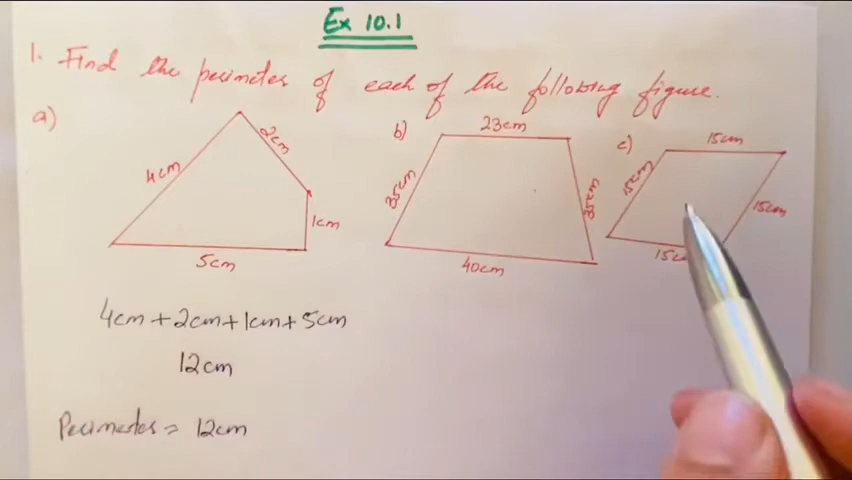 Ex 10.1
1. Find the perimeter of each of the following figure.
a)
4cm
2cm
1cm
5cm
b)
23cm
35cm
35cm
40cm
c)
15cm
15cm
15cm
4cm+2cm+1cm+5cm
12cm
Perimeter = 12cm